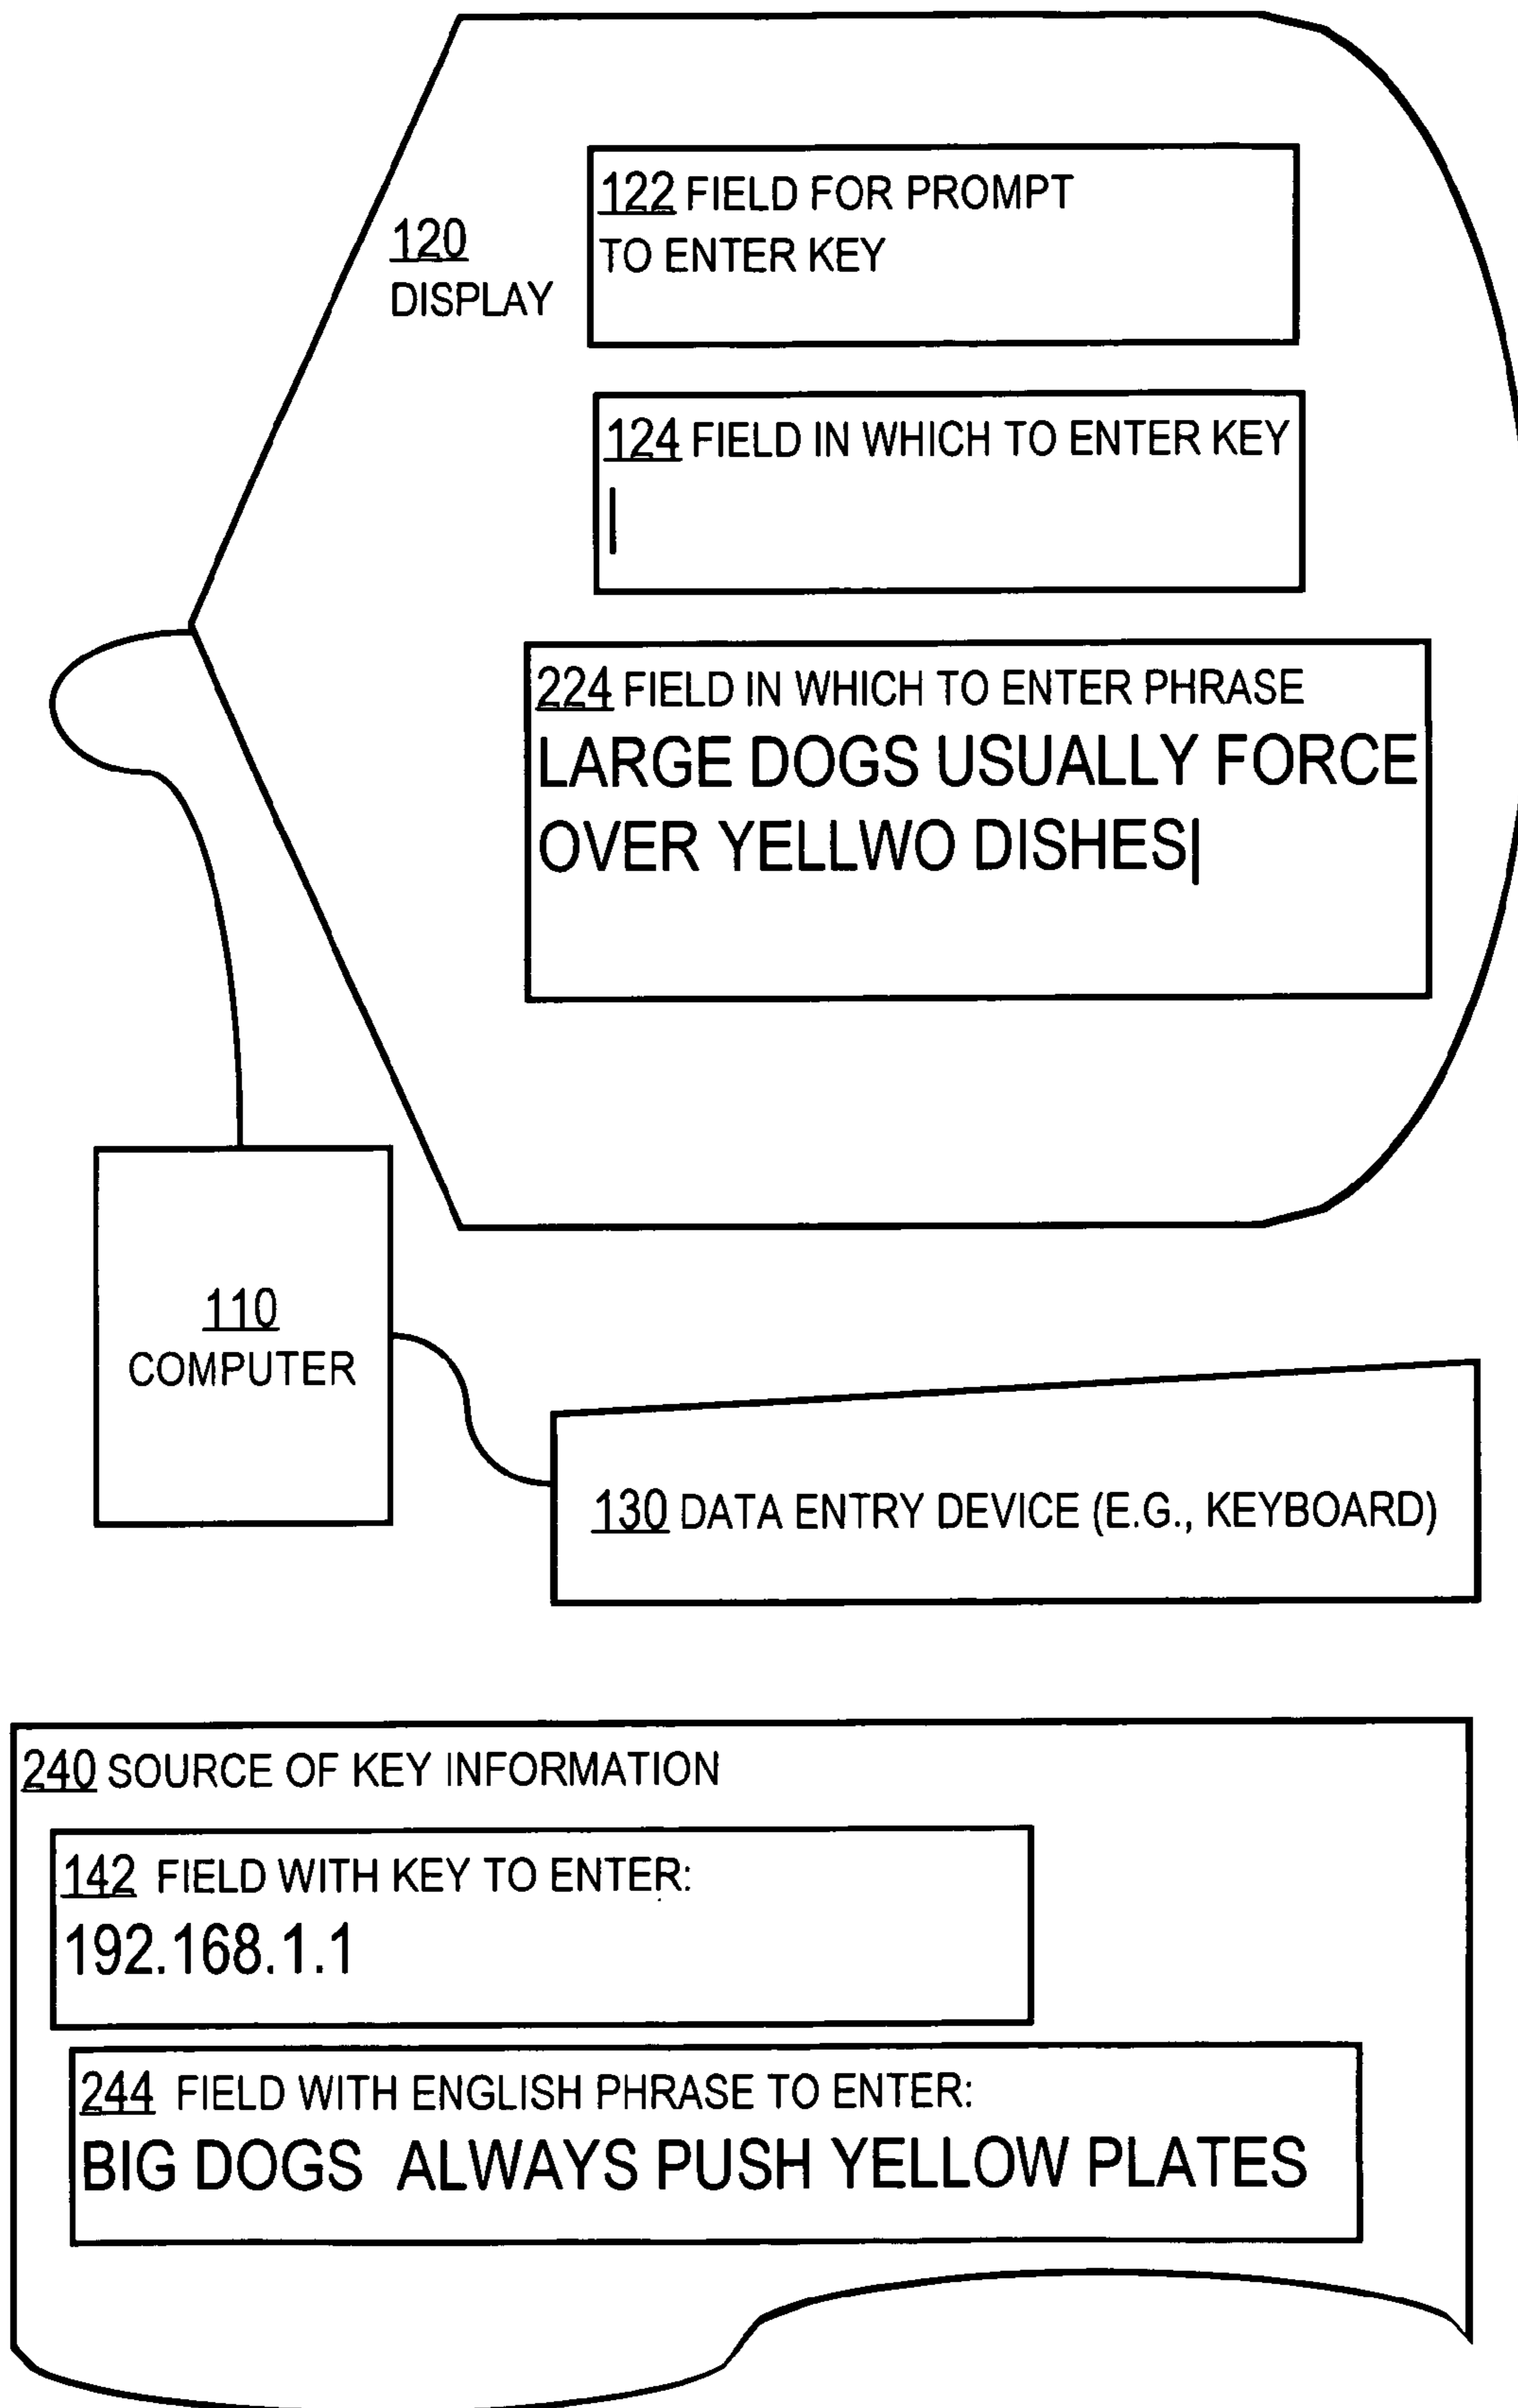 122 FIELD FOR PROMPT
TO ENTER KEY
120
DISPLAY
124 FIELD IN WHICH TO ENTER KEY
224 FIELD IN WHICH TO ENTER PHRASE
LARGE DOGS USUALLY FORCE
OVER YELLWO DISHES
110
COMPUTER
130 DATA ENTRY DEVICE (E.G., KEYBOARD)
240 SOURCE OF KEY INFORMATION
142 FIELD WITH KEY TO ENTER:
192.168.1.1
244 FIELD WITH ENGLISH PHRASE TO ENTER:
BIG DOGS ALWAYS PUSH YELLOW PLATES